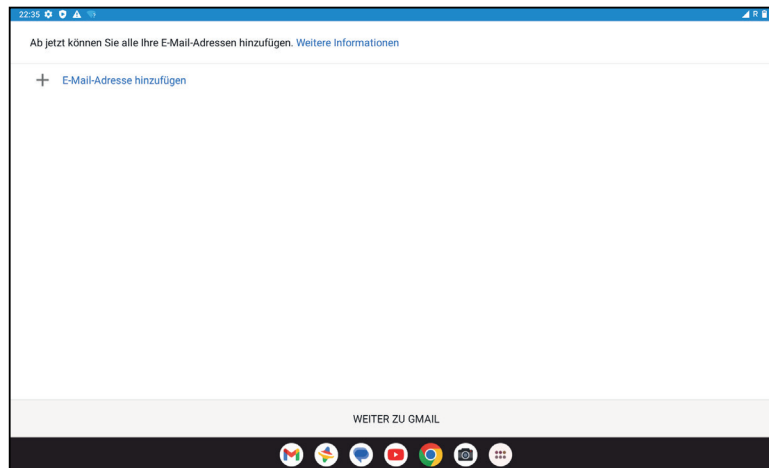 22:35 R
Ab jetzt können Sie alle Ihre E-Mail-Adressen hinzufügen. Weitere Informationen
E-Mail-Adresse hinzufügen
WEITER ZU GMAIL